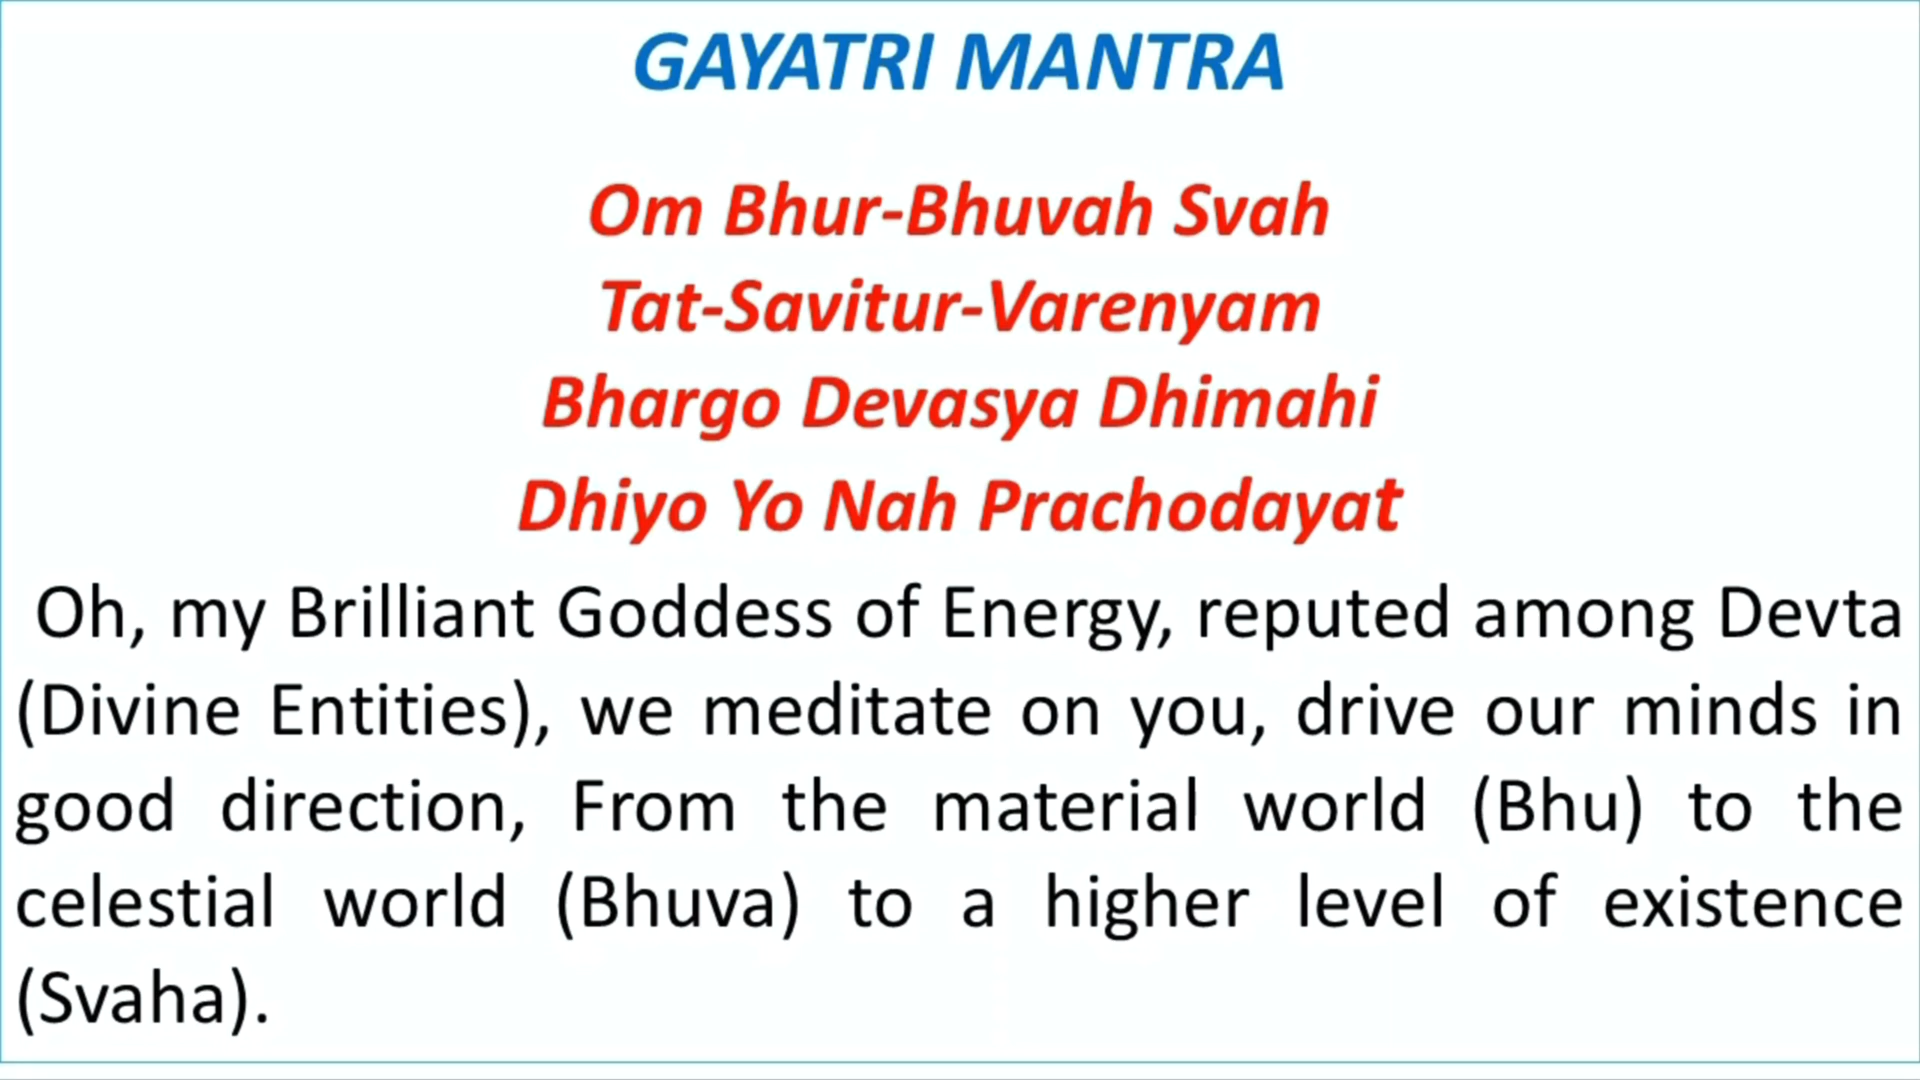 GAYATRI MANTRA
Om Bhur-Bhuvah Svah
Tat-Savitur-Varenyam
Bhargo Devasya Dhimahi
Dhiyo Yo Nah Prachodayat
Oh, my Brilliant Goddess of Energy, reputed among Devta
(Divine Entities), we meditate on you, drive our minds in
good direction, From the material world (Bhu) to the
celestial world (Bhuva) to a higher level of existence
(Svaha).